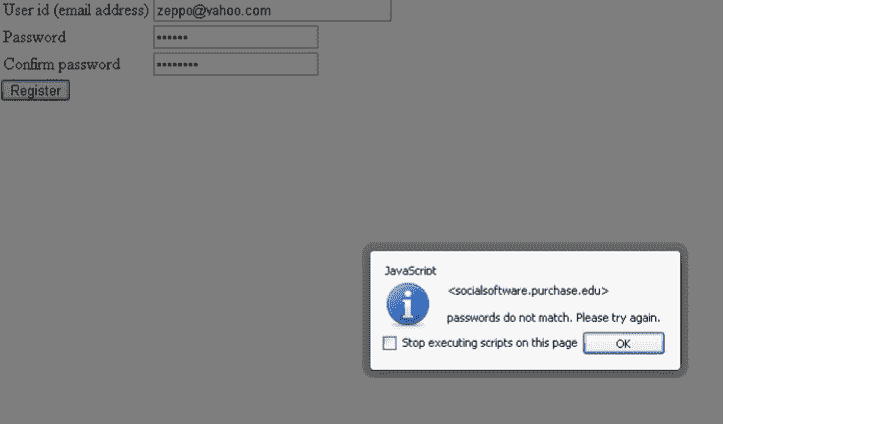 User id (email address) zeppo@yahoo.com
Password ••••••
Confirm password ••••••••
Register
JavaScript
<socialsoftware.purchase.edu>
passwords do not match. Please try again.
Stop executing scripts on this page OK